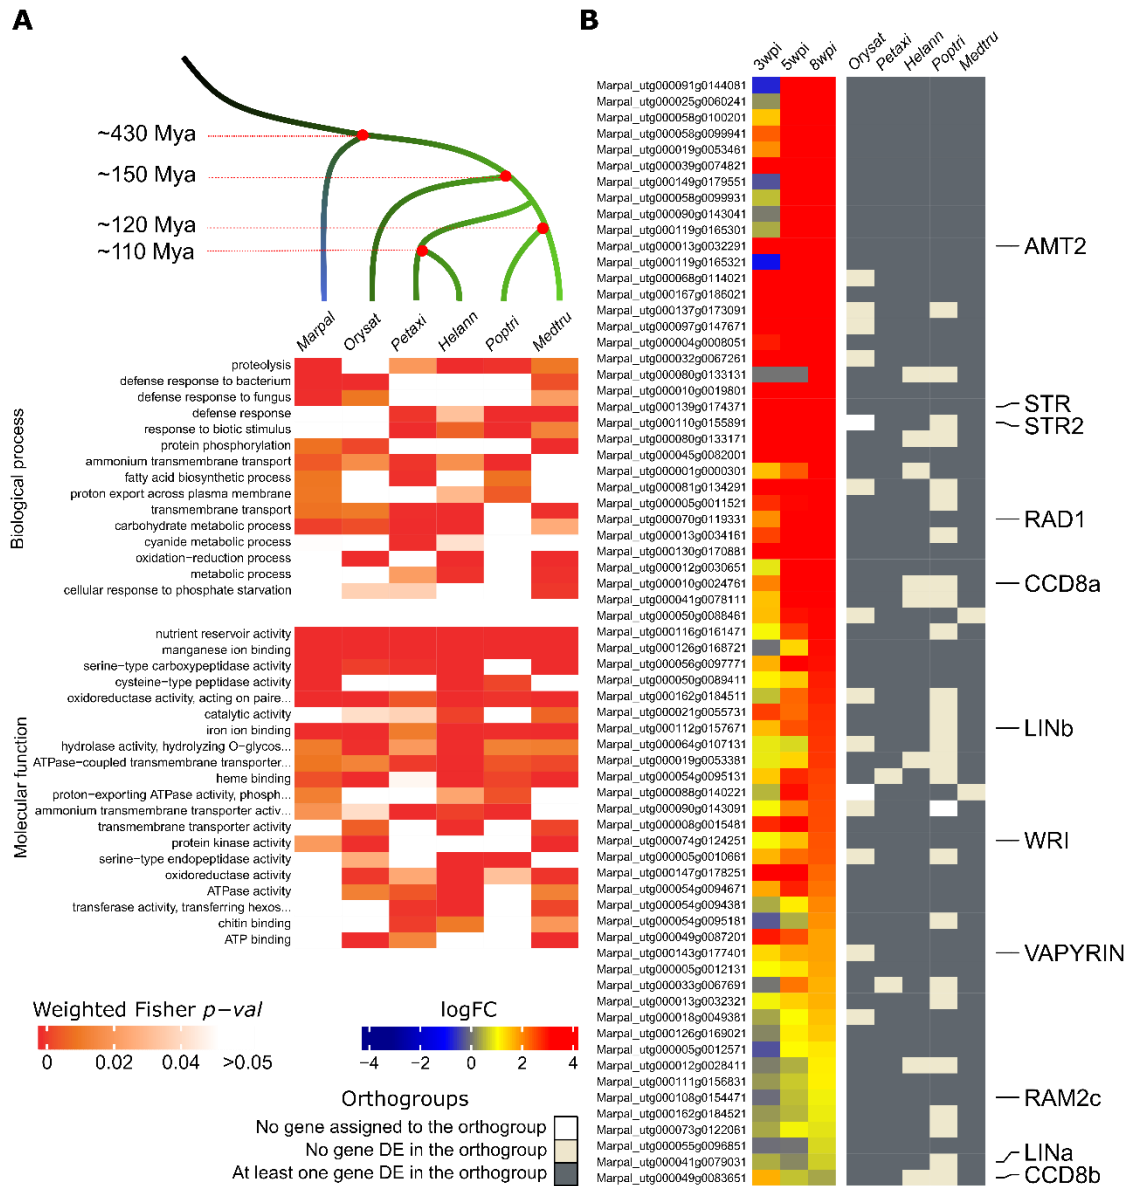 A
~430 Mya
~150 Mya
~120 Mya
~110 Mya
Marpal Orysat Petaxi Helann Poptri Medtru
Biological process
proteolysis
defense response to bacterium
defense response to fungus
defense response
response to biotic stimulus
protein phosphorylation
ammonium transmembrane transport
fatty acid biosynthetic process
proton export across plasma membrane
transmembrane transport
carbohydrate metabolic process
cyanide metabolic process
oxidation-reduction process
metabolic process
cellular response to phosphate starvation
Molecular function
nutrient reservoir activity
manganese ion binding
serine-type carboxypeptidase activity
cysteine-type peptidase activity
oxidoreductase activity, acting on paire...
catalytic activity
iron ion binding
hydrolase activity, hydrolyzing O-glycos...
ATPase-coupled transmembrane transporter...
heme binding
proton-exporting ATPase activity, phosph...
ammonium transmembrane transporter activ...
transmembrane transporter activity
protein kinase activity
serine-type endopeptidase activity
oxidoreductase activity
ATPase activity
transferase activity, transferring hexos...
chitin binding
ATP binding
Weighted Fisher p-val
0 0.02 0.04 >0.05
logFC
-4 -2 0 2 4
Orthogroups
No gene assigned to the orthogroup
No gene DE in the orthogroup
At least one gene DE in the orthogroup
B
3wpi 5wpi 8wpi Orysat Petaxi Helann Poptri Medtru
Marpal_utg000091g0144081
Marpal_utg000025g0060241
Marpal_utg000058g0100201
Marpal_utg000058g0099941
Marpal_utg000019g0053461
Marpal_utg000039g0074821
Marpal_utg000149g0179551
Marpal_utg000058g0099931
Marpal_utg000090g0143041
Marpal_utg000119g0165301
Marpal_utg000013g0032291 AMT2
Marpal_utg000119g0165321
Marpal_utg000068g0114021
Marpal_utg000167g0186021
Marpal_utg000137g0173091
Marpal_utg000097g0147671
Marpal_utg000004g0008051
Marpal_utg000032g0067261
Marpal_utg000080g0133131
Marpal_utg000010g0019801
Marpal_utg000139g0174371 STR
Marpal_utg000110g0155891 STR2
Marpal_utg000080g0133171
Marpal_utg000045g0082001
Marpal_utg000001g0000301
Marpal_utg000081g0134291
Marpal_utg000005g0011521
Marpal_utg000070g0119331 RAD1
Marpal_utg000013g0034161
Marpal_utg000130g0170881
Marpal_utg000012g0030651
Marpal_utg000010g0024761 CCD8a
Marpal_utg000041g0078111
Marpal_utg000050g0088461
Marpal_utg000116g0161471
Marpal_utg000126g0168721
Marpal_utg000056g0097771
Marpal_utg000050g0089411
Marpal_utg000162g0184511
Marpal_utg000021g0055731
Marpal_utg000112g0157671 LINb
Marpal_utg000064g0107131
Marpal_utg000019g0053381
Marpal_utg000054g0095131
Marpal_utg000088g0140221
Marpal_utg000090g0143091
Marpal_utg000008g0015481
Marpal_utg000074g0124251 WRI
Marpal_utg000005g0010661
Marpal_utg000147g0178251
Marpal_utg000054g0094671
Marpal_utg000054g0094381
Marpal_utg000054g0095181
Marpal_utg000049g0087201
Marpal_utg000143g0177401 VAPYRIN
Marpal_utg000005g0012131
Marpal_utg000033g0067691
Marpal_utg000013g0032321
Marpal_utg000018g0049381
Marpal_utg000126g0169021
Marpal_utg000005g0012571
Marpal_utg000012g0028411
Marpal_utg000111g0156831
Marpal_utg000108g0154471 RAM2c
Marpal_utg000162g0184521
Marpal_utg000073g0122061
Marpal_utg000055g0096851
Marpal_utg000041g0079031 LINa
Marpal_utg000049g0083651 CCD8b